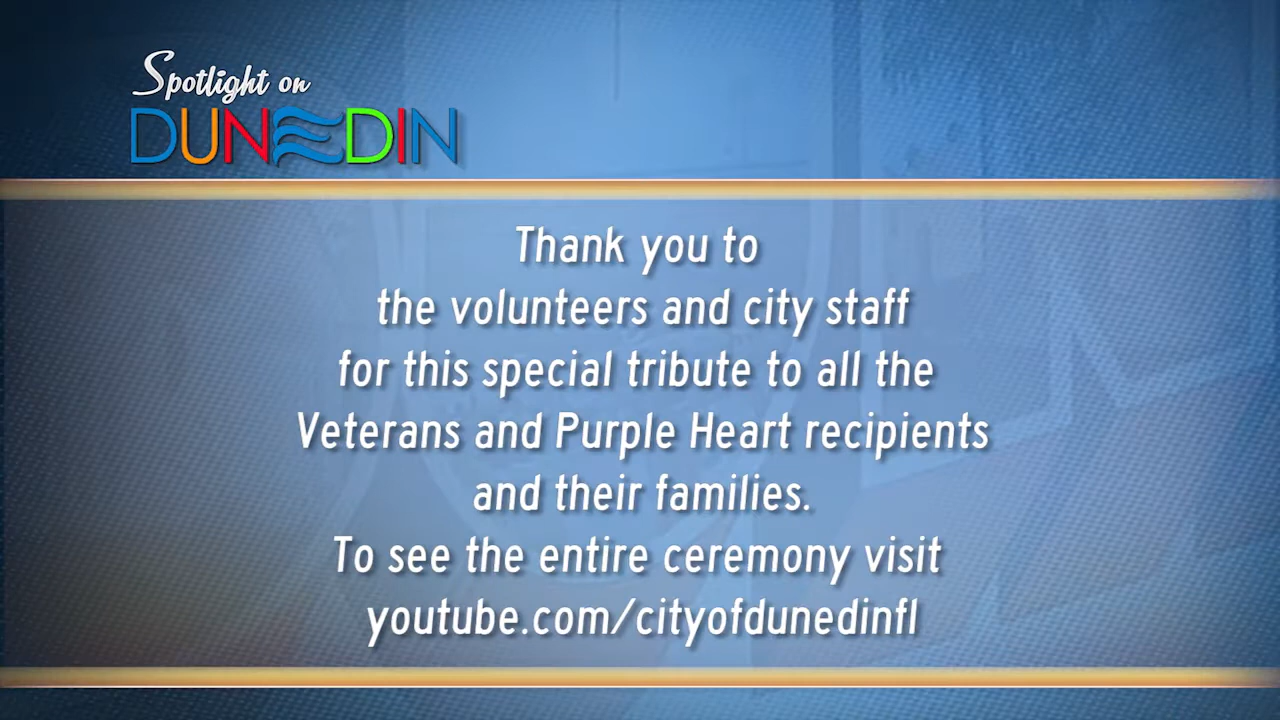 Spotlight on
DUNEDIN
Thank you to
the volunteers and city staff
for this special tribute to all the
Veterans and Purple Heart recipients
and their families.
To see the entire ceremony visit
youtube.com/cityofdunedinfl